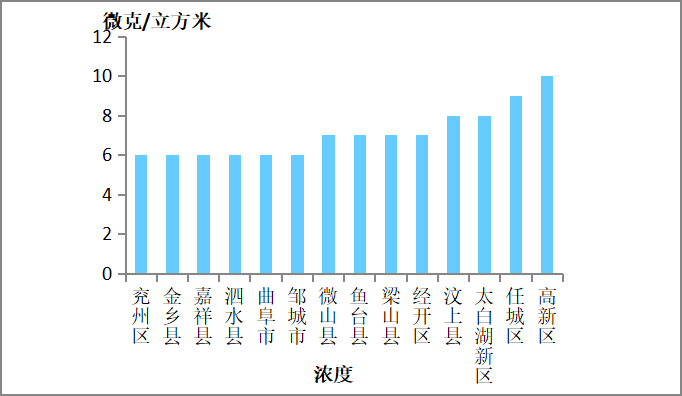 微克/立方米
12
10
8
6
4
2
0
兖州区
金乡县
嘉祥县
泗水县
曲阜市
邹城市
微山县
鱼台县
梁山县
经开区
汶上县
太白湖新区
任城区
高新区
浓度